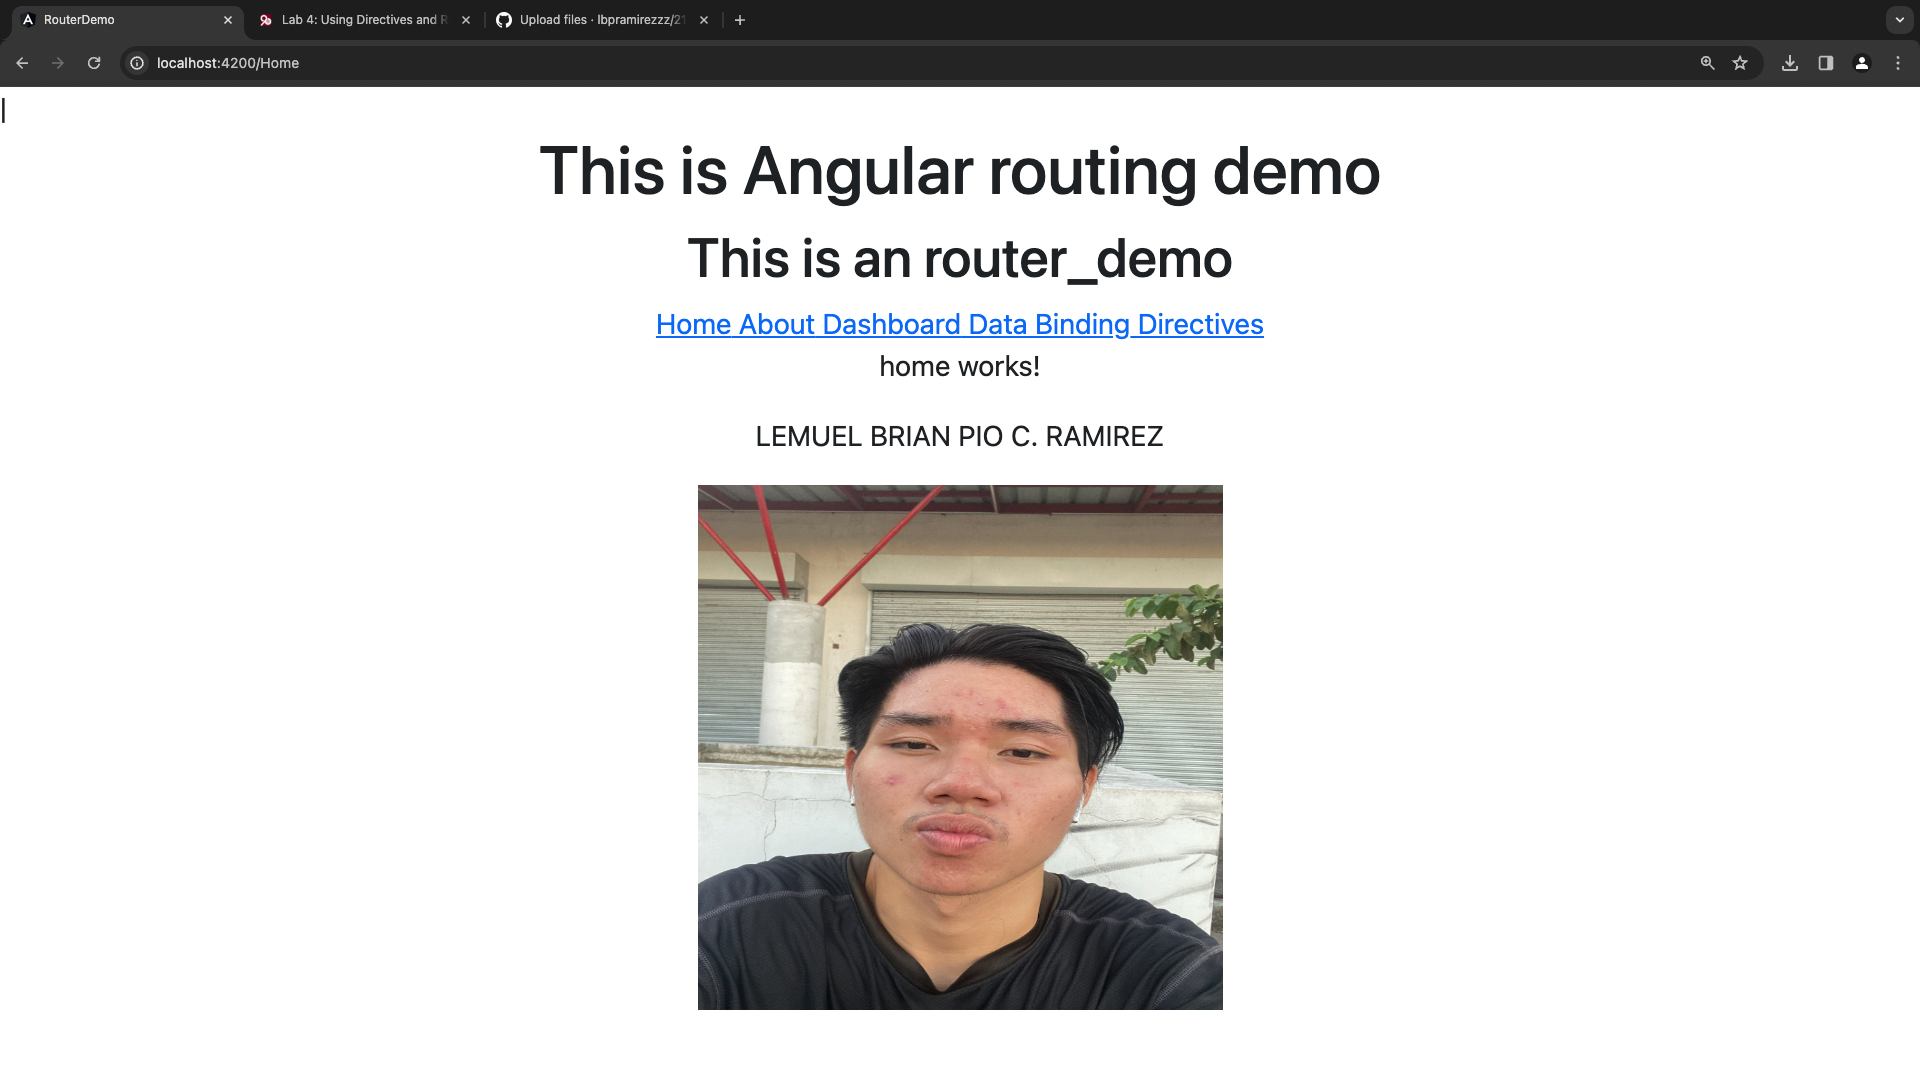 RouterDemo
Lab 4: Using Directives and R
Upload files · lbpramirezzz/21
localhost:4200/Home
This is Angular routing demo
This is an router_demo
Home About Dashboard Data Binding Directives
home works!
LEMUEL BRIAN PIO C. RAMIREZ